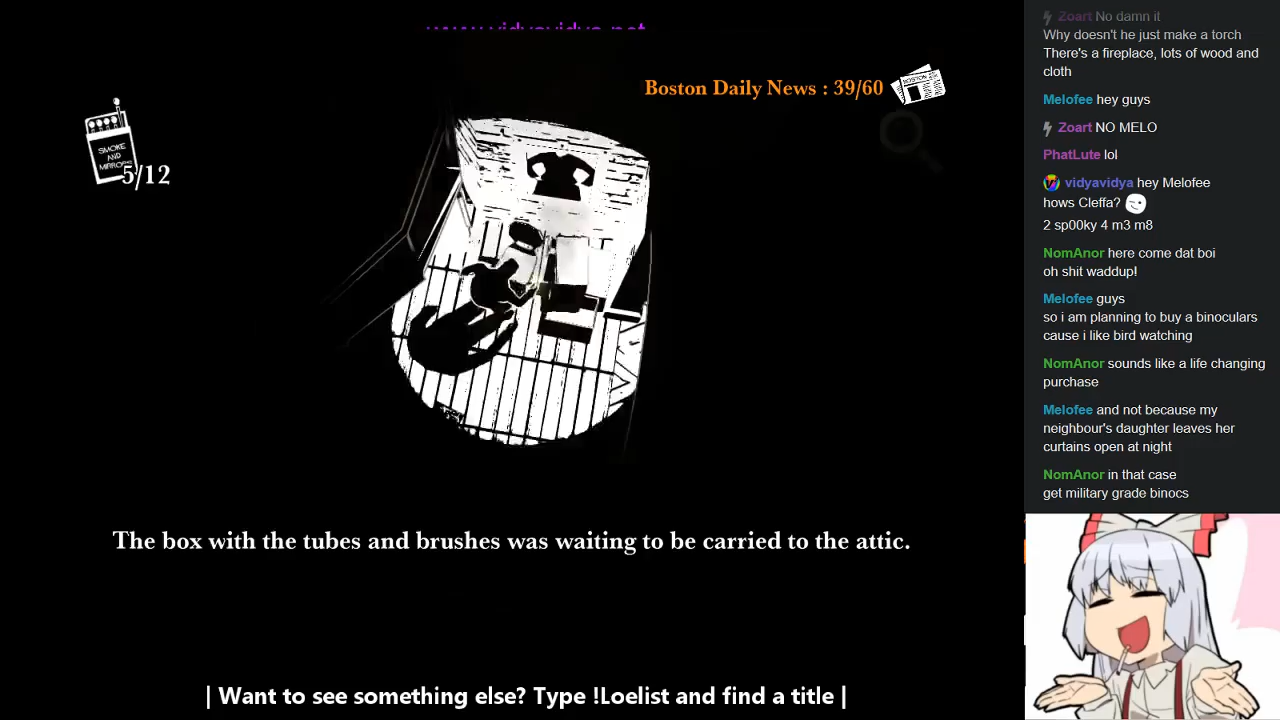 www.vidyavidya.net
Boston Daily News : 39/60
BOSTON
SMOKE
AND
MIRRORS
5/12
The box with the tubes and brushes was waiting to be carried to the attic.
| Want to see something else? Type !Loelist and find a title |
Zoart No damn it
Why doesn't he just make a torch
There's a fireplace, lots of wood and
cloth
Melofee hey guys
Zoart NO MELO
PhatLute lol
vidyavidya hey Melofee
hows Cleffa?
2 sp00ky 4 m3 m8
NomAnor here come dat boi
oh shit waddup!
Melofee guys
so i am planning to buy a binoculars
cause i like bird watching
NomAnor sounds like a life changing
purchase
Melofee and not because my
neighbour's daughter leaves her
curtains open at night
NomAnor in that case
get military grade binocs